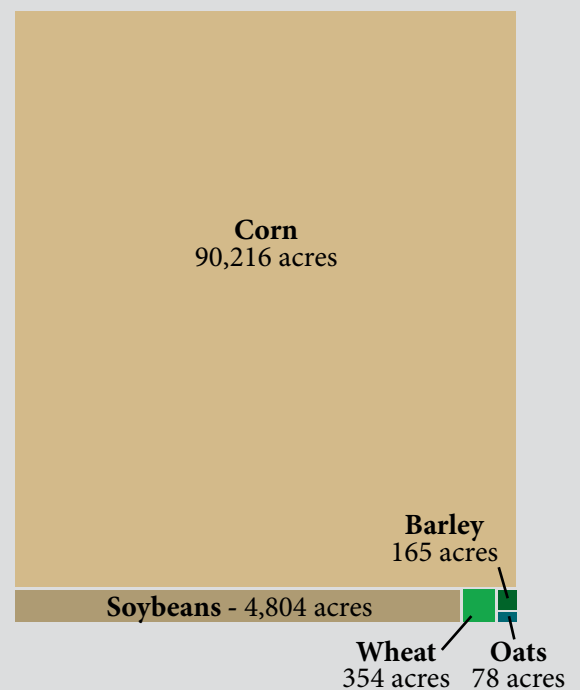 Corn
90,216 acres
Barley
165 acres
Soybeans - 4,804 acres
Wheat
354 acres
Oats
78 acres